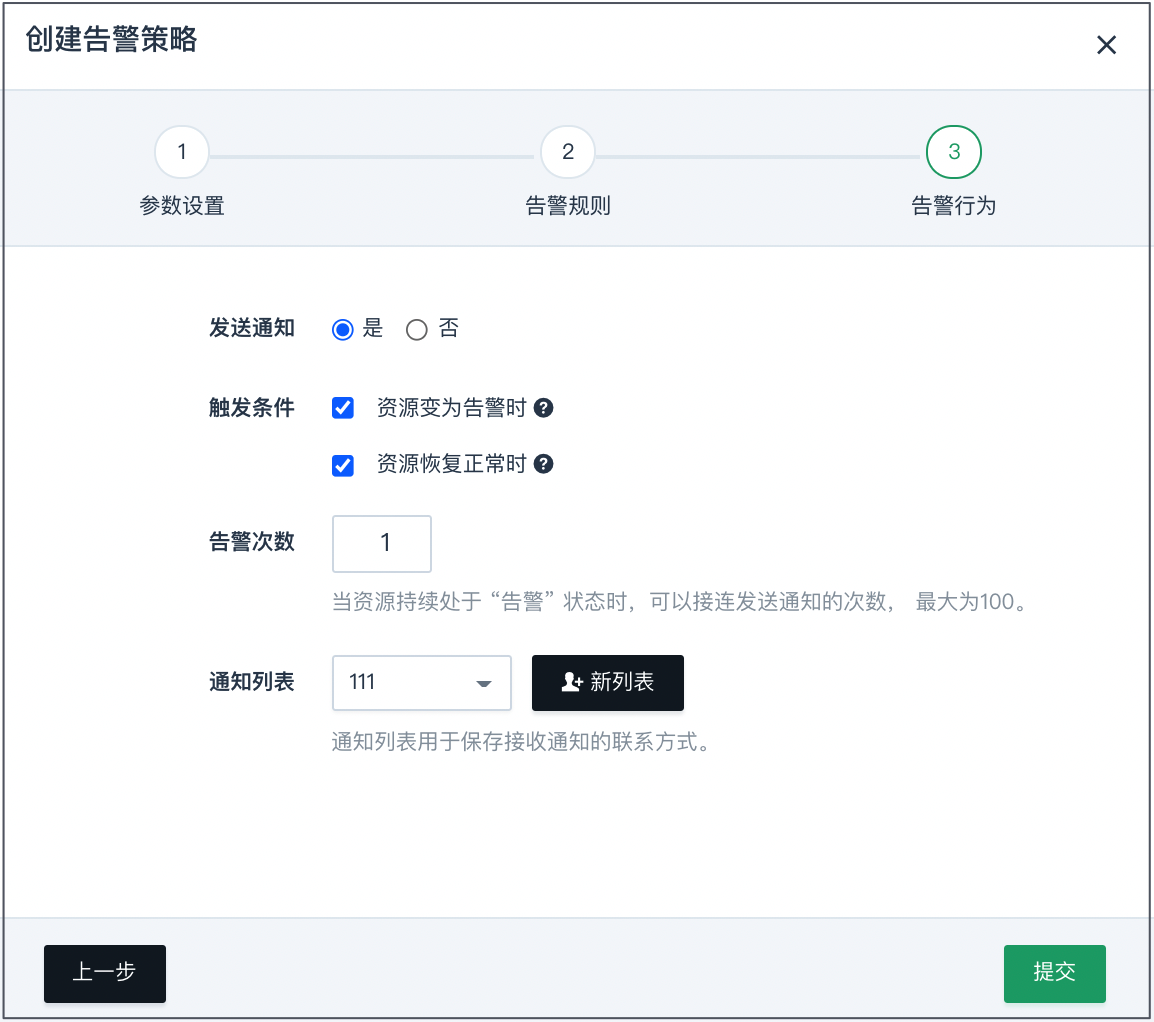 创建告警策略
1
2
3
参数设置
告警规则
告警行为
发送通知
是
否
触发条件
资源变为告警时
资源恢复正常时
告警次数
1
当资源持续处于“告警”状态时，可以接连发送通知的次数， 最大为100。
通知列表
111
新列表
通知列表用于保存接收通知的联系方式。
上一步
提交